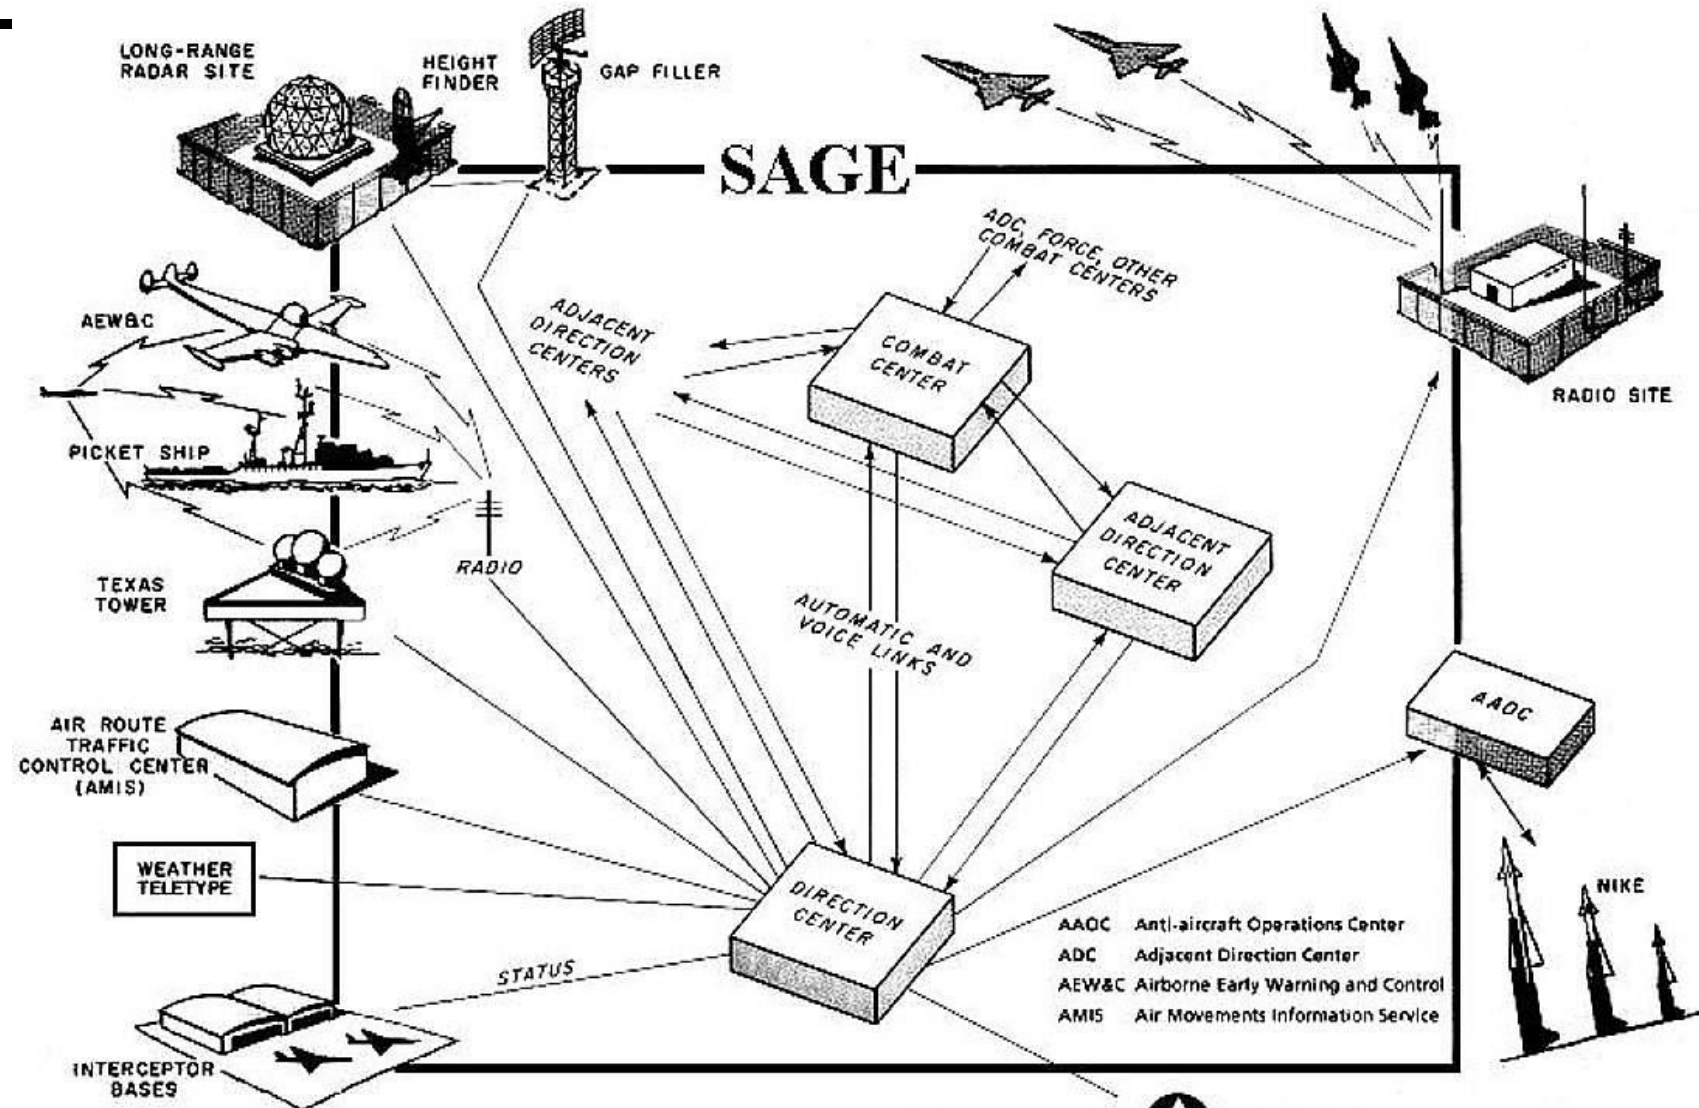 LONG-RANGE
RADAR SITE
HEIGHT
FINDER
GAP FILLER
SAGE
ADC, FORCE, OTHER
COMBAT CENTERS
AEW&C
ADJACENT
DIRECTION
CENTERS
COMBAT
CENTER
RADIO SITE
PICKET SHIP
ADJACENT
DIRECTION
CENTER
RADIO
TEXAS
TOWER
AUTOMATIC AND
VOICE LINKS
AAOC
AIR ROUTE
TRAFFIC
CONTROL CENTER
(AMIS)
WEATHER
TELETYPE
DIRECTION
CENTER
NIKE
STATUS
AAOC Anti-aircraft Operations Center
ADC Adjacent Direction Center
AEW&C Airborne Early Warning and Control
AMIS Air Movements Information Service
INTERCEPTOR
BASES